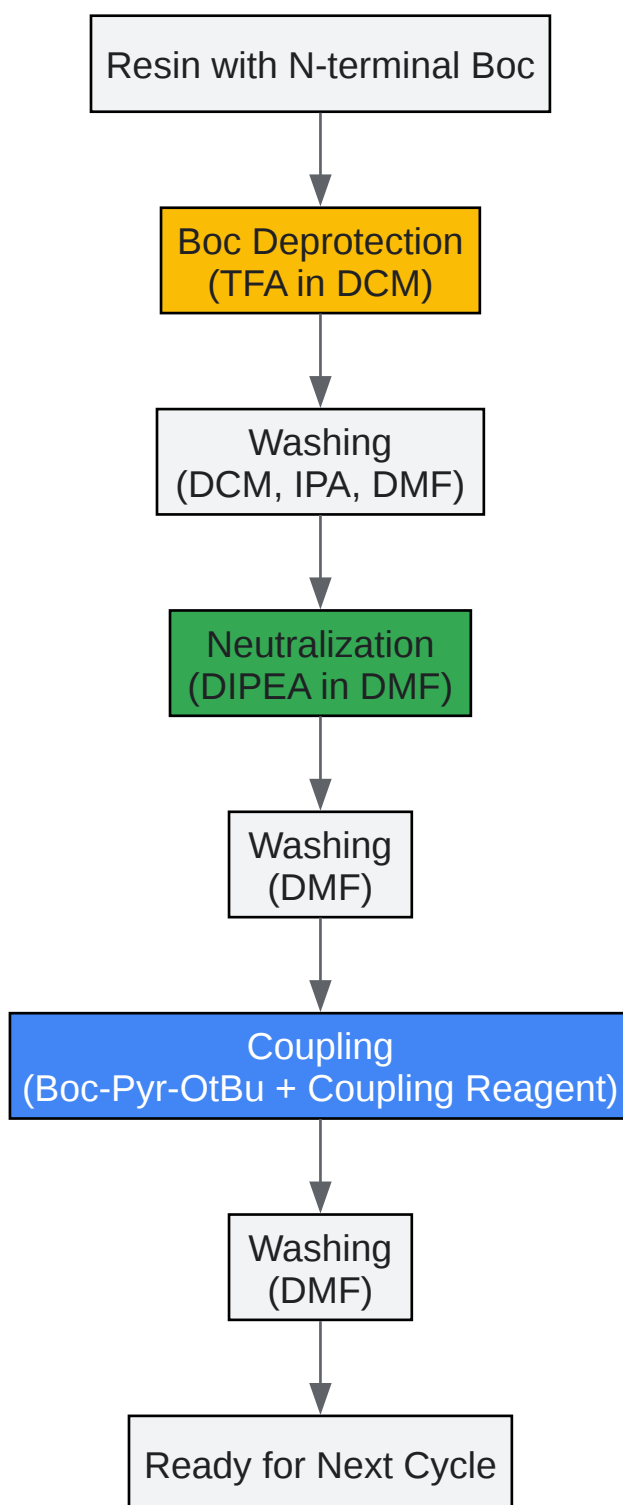 Resin with N-terminal Boc
Boc Deprotection
(TFA in DCM)
Washing
(DCM, IPA, DMF)
Neutralization
(DIPEA in DMF)
Washing
(DMF)
Coupling
(Boc-Pyr-OtBu + Coupling Reagent)
Washing
(DMF)
Ready for Next Cycle